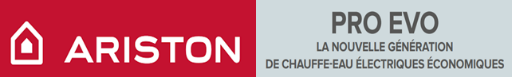 ARISTON
PRO EVO
LA NOUVELLE GÉNÉRATION
DE CHAUFFE-EAU ÉLECTRIQUES ÉCONOMIQUES